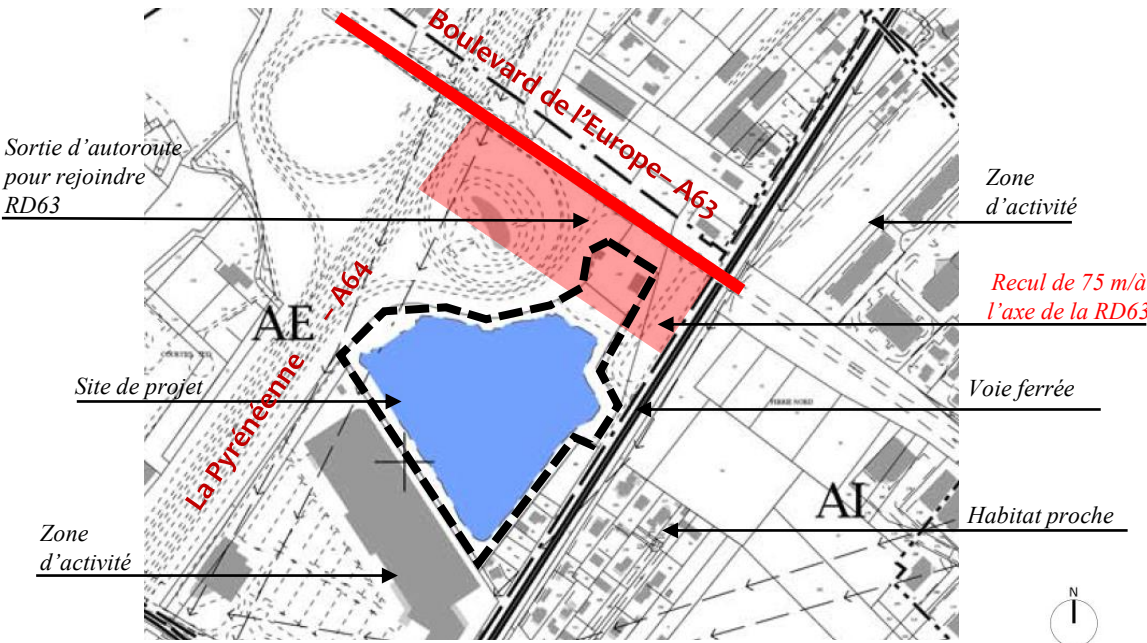 Boulevard de l'Europe– A63
Sortie d'autoroute
pour rejoindre
RD63
Zone
d'activité
Recul de 75 m/à
l'axe de la RD63
La Pyrénéenne – A64
AE
Site de projet
Voie ferrée
AI
Habitat proche
Zone
d'activité
N